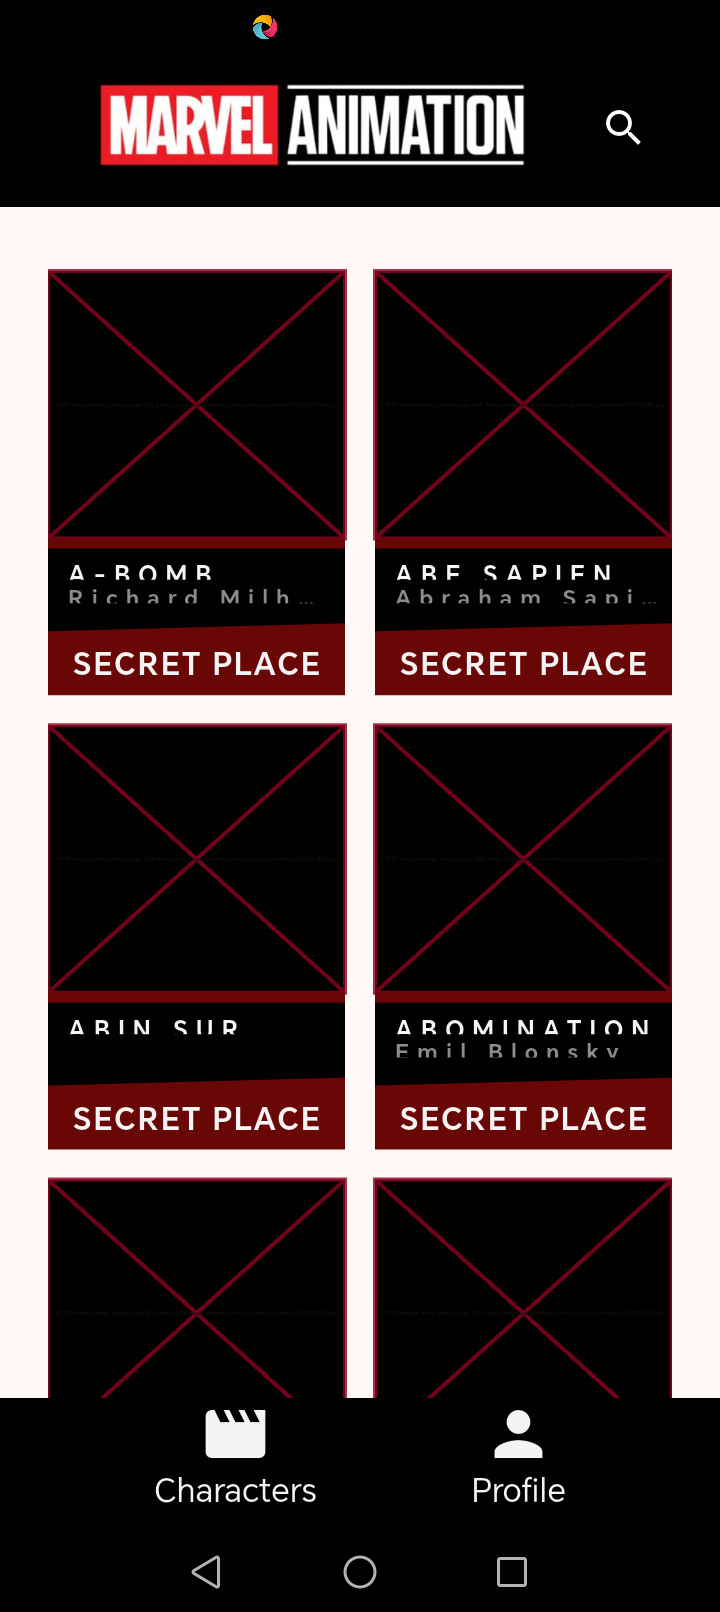 MARVEL ANIMATION
A-BOMB
Richard Milh...
SECRET PLACE
ABE SAPIEN
Abraham Sapi...
SECRET PLACE
ABIN SUR
SECRET PLACE
ABOMINATION
Emil Blonsky
SECRET PLACE
Characters
Profile